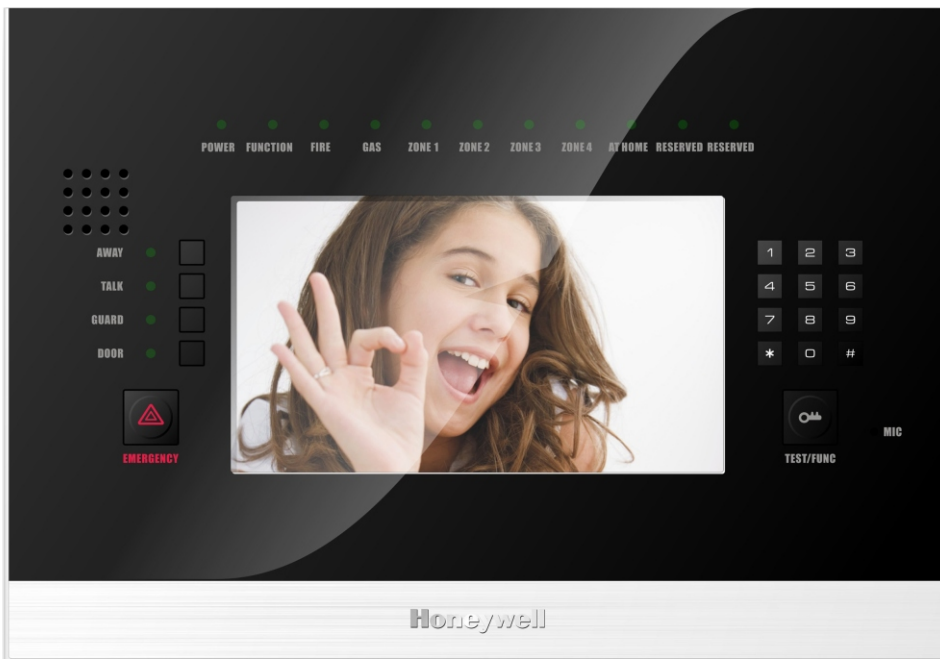 POWER FUNCTION FIRE GAS ZONE 1 ZONE 2 ZONE 3 ZONE 4 AT HOME RESERVED RESERVED
AWAY
TALK
GUARD
DOOR
EMERGENCY
1 2 3
4 5 6
7 8 9
* 0 #
TEST/FUNC
MIC
Honeywell